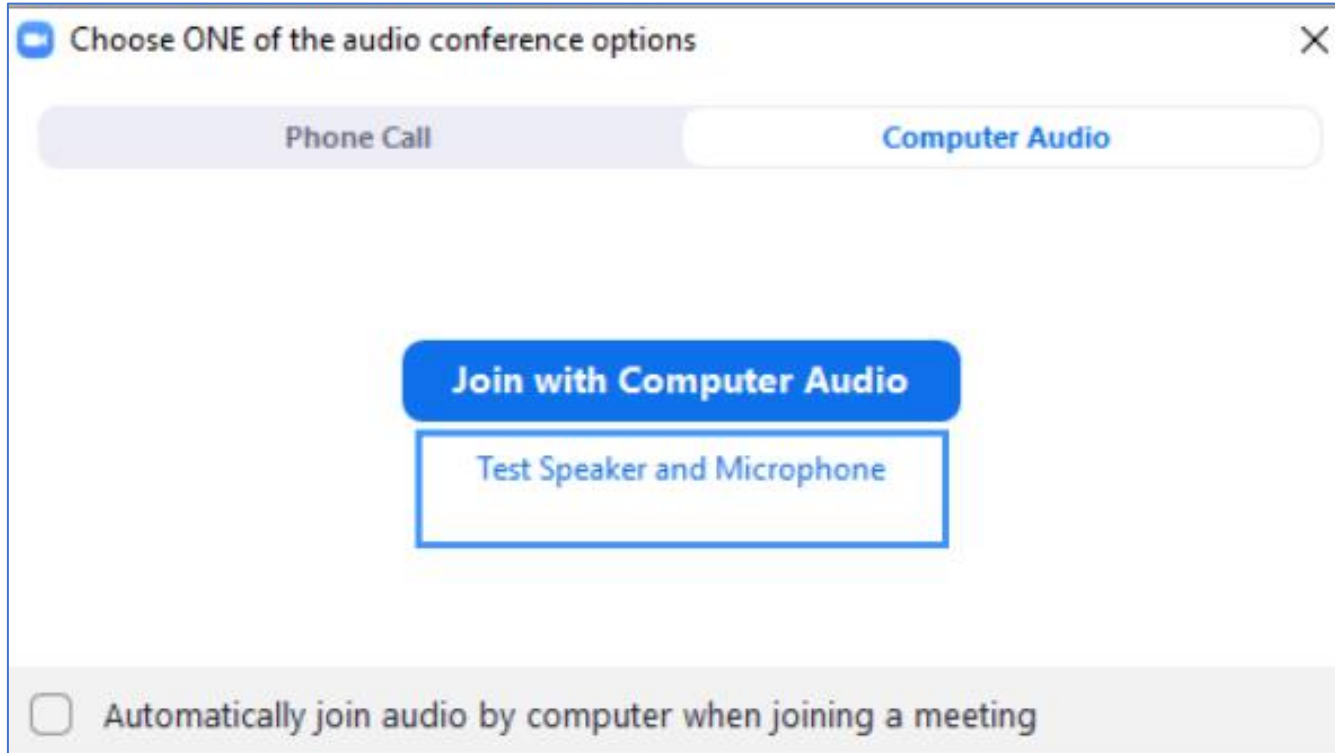 Choose ONE of the audio conference options
Phone Call
Computer Audio
Join with Computer Audio
Test Speaker and Microphone
Automatically join audio by computer when joining a meeting